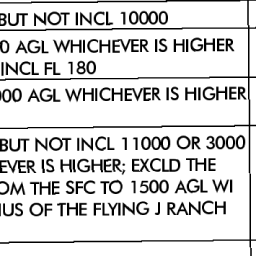 BUT NOT INCL 10000
0 AGL WHICHEVER IS HIGHER
INCL FL 180
000 AGL WHICHEVER IS HIGHER
BUT NOT INCL 11000 OR 3000
EVER IS HIGHER; EXCLD THE
OM THE SFC TO 1500 AGL WI
IUS OF THE FLYING J RANCH